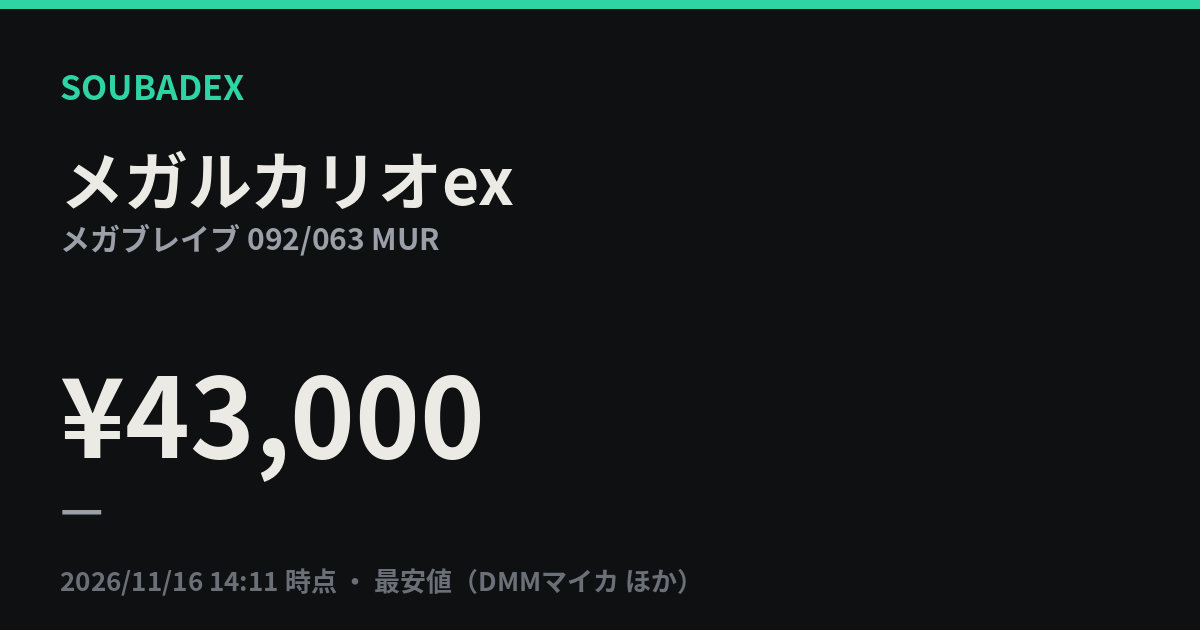 SOUBADEX
メガルカリオex
メガブレイブ 092/063 MUR
¥43,000
—
2026/11/16 14:11 時点 ・ 最安値（DMMマイカ ほか）